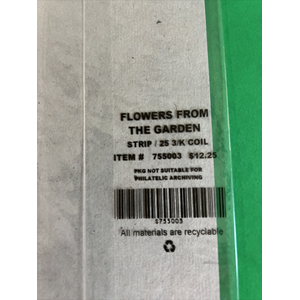 FLOWERS FROM
THE GARDEN
STRIP / 25 3/K COIL
ITEM # 755003 $12.25
PKG NOT SUITABLE FOR
PHILATELIC ARCHIVING
5755003
All materials are recyclable